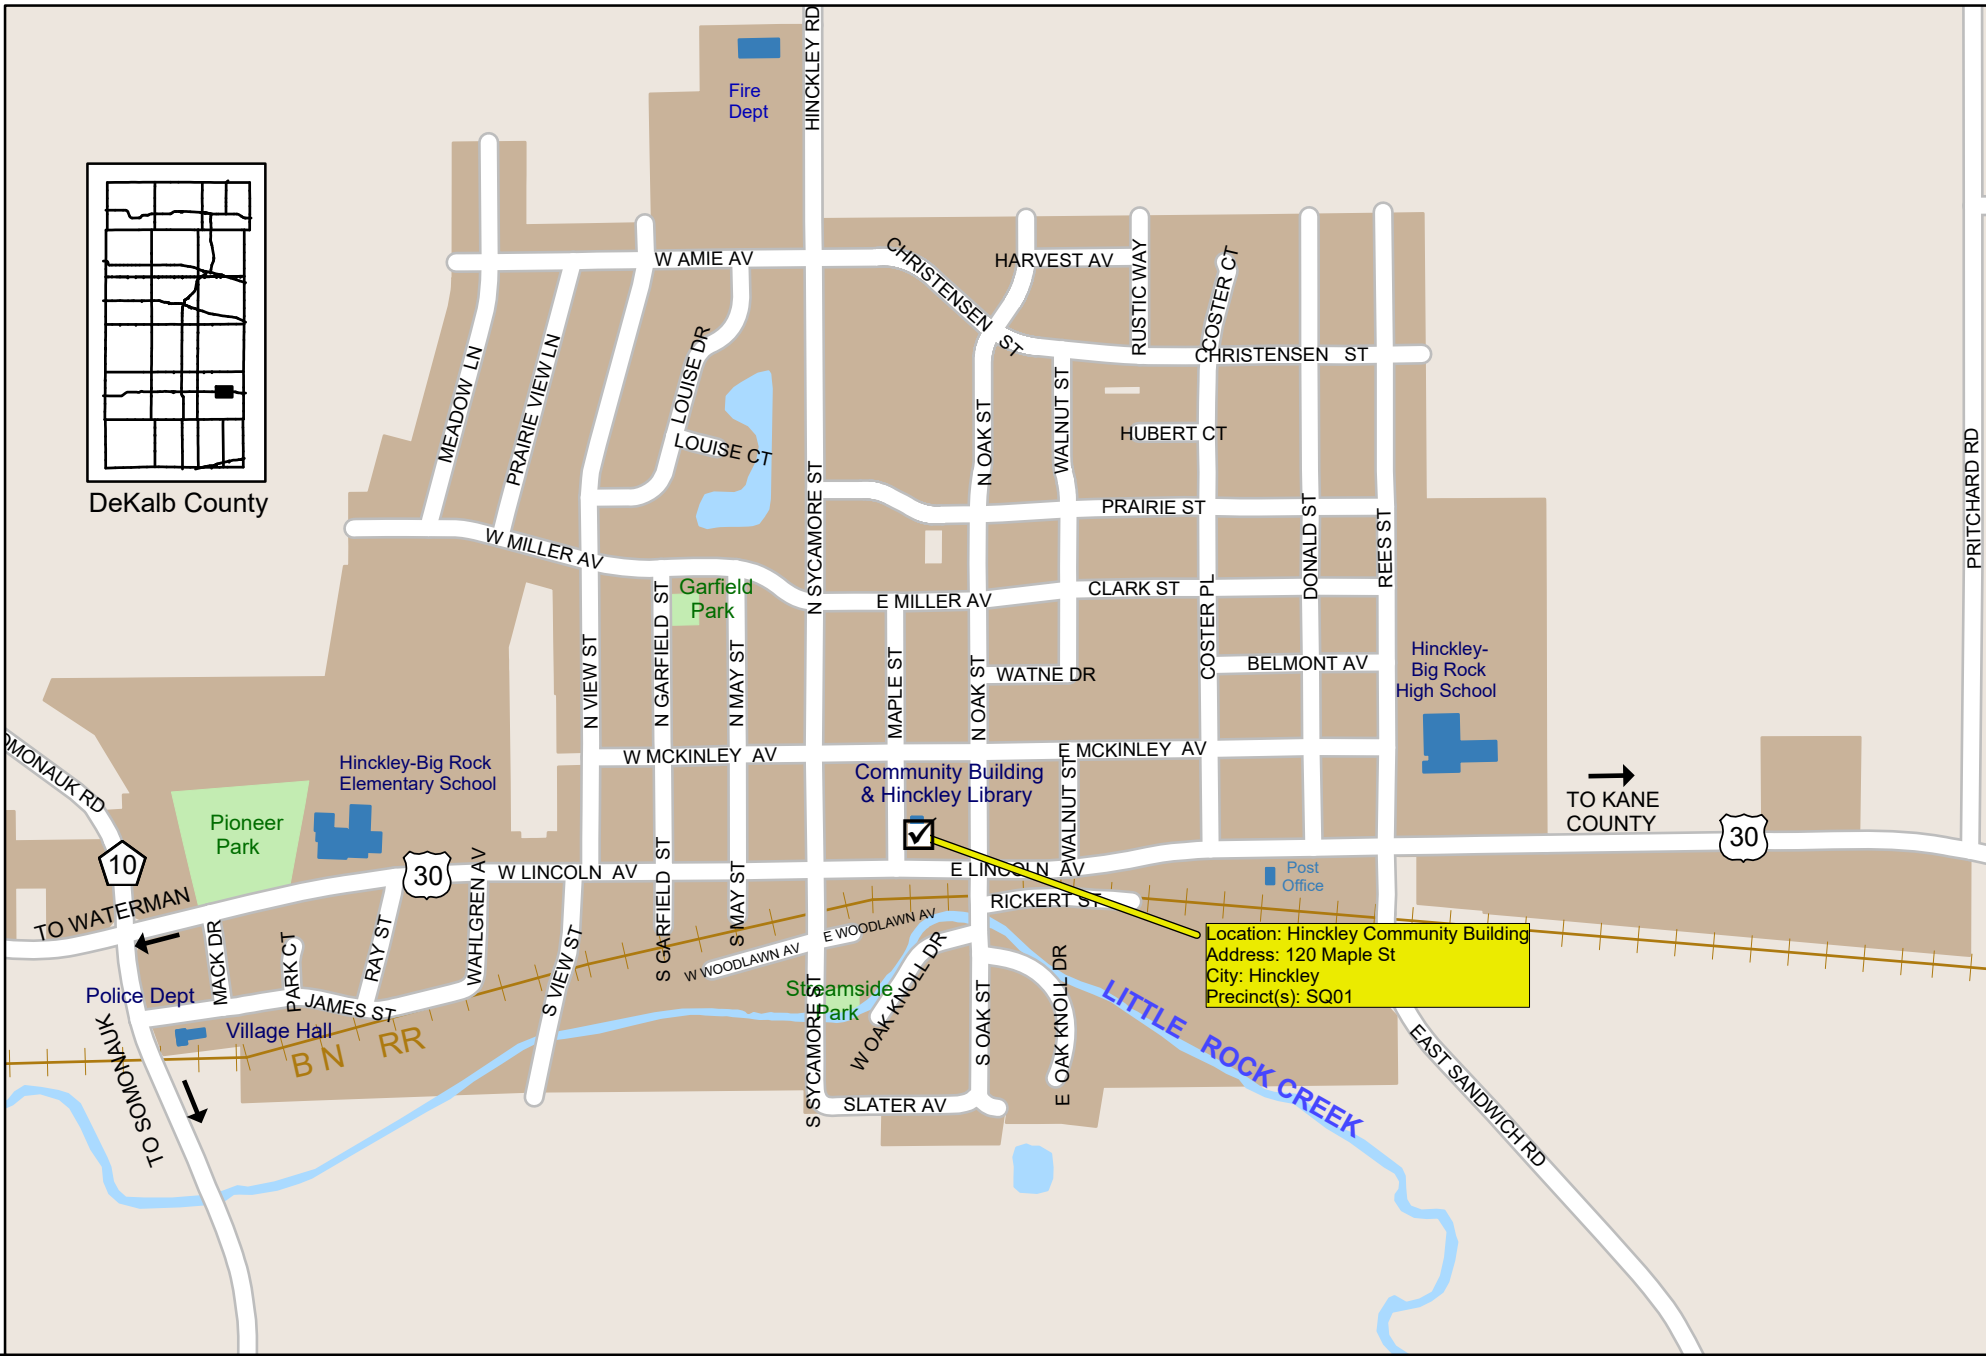 HINCKLEY RD
Fire
Dept
DeKalb County
W AMIE AV
CHRISTENSEN ST
HARVEST AV
RUSTIC WAY
COSTER CT
CHRISTENSEN ST
MEADOW LN
PRAIRIE VIEW LN
LOUISE DR
LOUISE CT
N OAK ST
WALNUT ST
HUBERT CT
PRITCHARD RD
N SYCAMORE ST
PRAIRIE ST
DONALD ST
REES ST
W MILLER AV
Garfield
Park
E MILLER AV
CLARK ST
COSTER PL
N VIEW ST
N GARFIELD ST
N MAY ST
MAPLE ST
N OAK ST
WATNE DR
BELMONT AV
Hinckley-
Big Rock
High School
W MCKINLEY AV
E MCKINLEY AV
OMONAUK RD
Hinckley-Big Rock
Elementary School
Community Building
& Hinckley Library
WALNUT ST
TO KANE
COUNTY
30
Pioneer
Park
10
30
W LINCOLN AV
E LINCOLN AV
Post
Office
TO WATERMAN
WAHLGREN AV
S GARFIELD ST
S MAY ST
RICKERT ST
E WOODLAWN AV
W WOODLAWN AV
MACK DR
PARK CT
RAY ST
S VIEW ST
Location: Hinckley Community Building
Address: 120 Maple St
City: Hinckley
Precinct(s): SQ01
Police Dept
JAMES ST
Village Hall
Streamside
Park
S SYCAMORE ST
W OAK KNOLL DR
S OAK ST
E OAK KNOLL DR
LITTLE ROCK CREEK
B N RR
TO SOMONAUK
SLATER AV
EAST SANDWICH RD